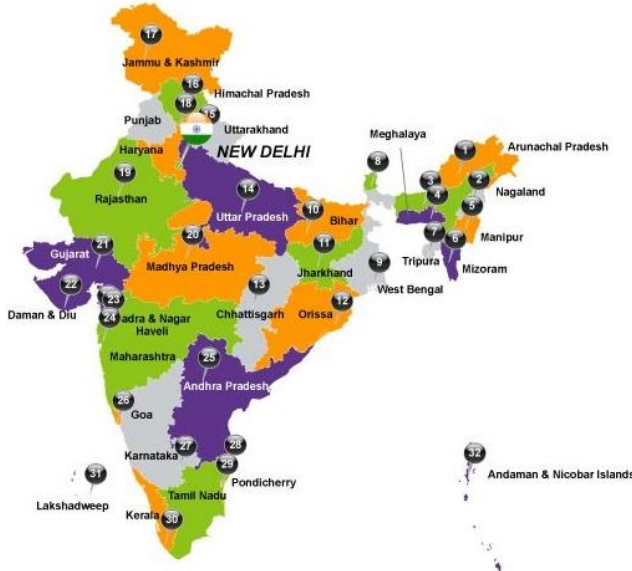 17
Jammu & Kashmir
16
Himachal Pradesh
18
15
Punjab
Uttarakhand
Haryana
NEW DELHI
Meghalaya
1
Arunachal Pradesh
8
19
Rajasthan
14
Uttar Pradesh
3
2
4
Nagaland
5
10
Bihar
7
6
Manipur
20
Tripura
Mizoram
21
Gujarat
11
Jharkhand
9
Madhya Pradesh
West Bengal
22
13
23
12
Daman & Diu
24
adra & Nagar
Haveli
Chhattisgarh
Orissa
Maharashtra
25
Andhra Pradesh
26
Goa
27
28
32
Karnataka
29
Pondicherry
Andaman & Nicobar Islands
31
Tamil Nadu
Lakshadweep
Kerala
30